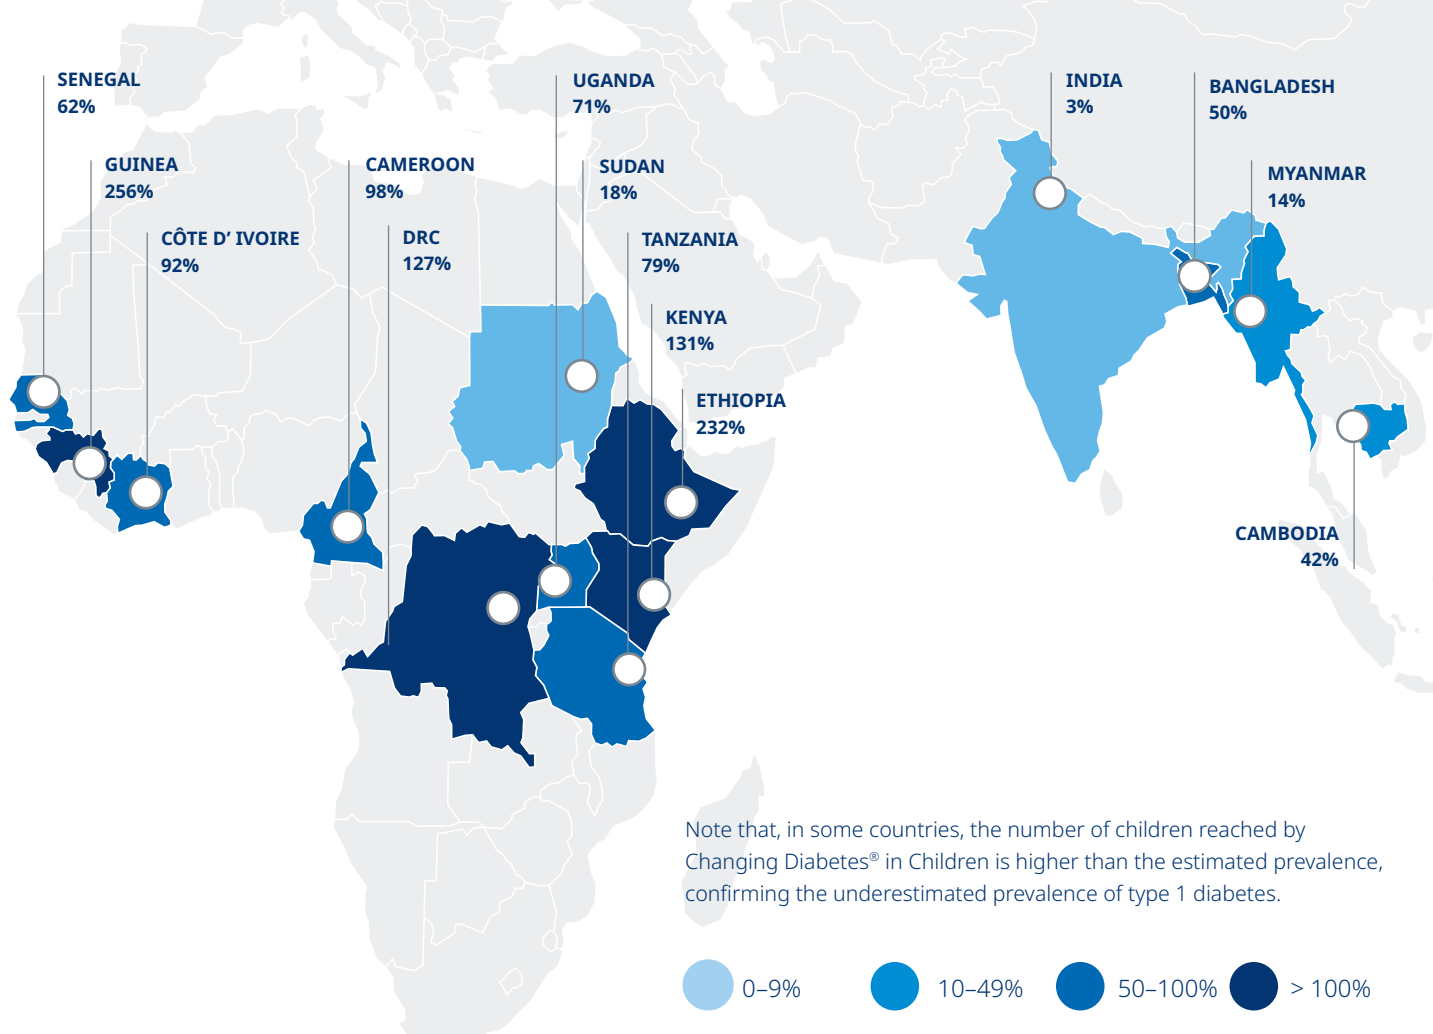 SENEGAL
62%
GUINEA
256%
CÔTE D’ IVOIRE
92%
CAMEROON
98%
DRC
127%
UGANDA
71%
SUDAN
18%
TANZANIA
79%
KENYA
131%
ETHIOPIA
232%
INDIA
3%
BANGLADESH
50%
MYANMAR
14%
CAMBODIA
42%
Note that, in some countries, the number of children reached by
Changing Diabetes® in Children is higher than the estimated prevalence,
confirming the underestimated prevalence of type 1 diabetes.
0–9%
10–49%
50–100%
> 100%